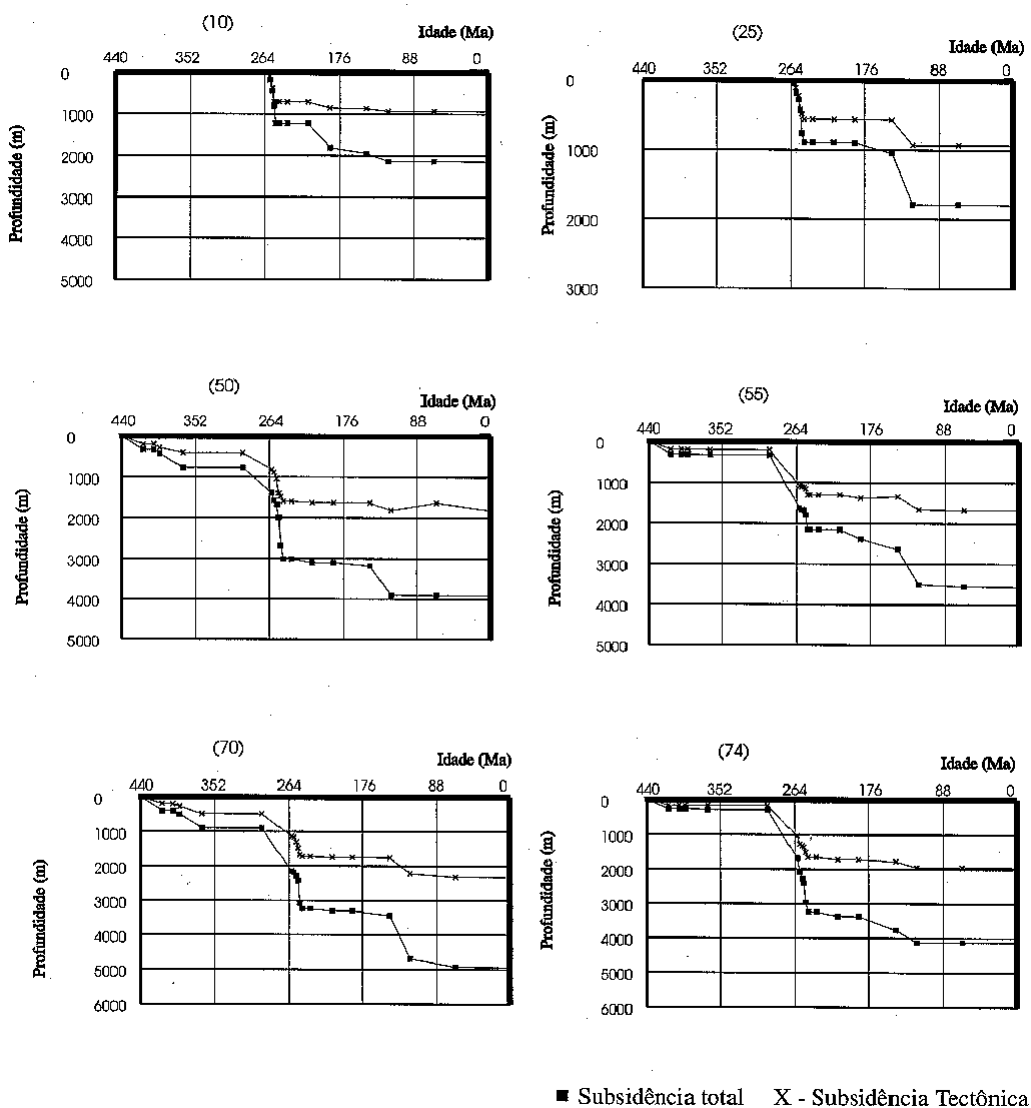 (10)
Idade (Ma)
440 352 264 176 88 0
Profundidade (m)
0
1000
2000
3000
4000
5000
(25)
Idade (Ma)
440 352 264 176 88 0
Profundidade (m)
0
1000
2000
3000
(50)
Idade (Ma)
440 352 264 176 88 0
Profundidade (m)
0
1000
2000
3000
4000
5000
(55)
Idade (Ma)
440 352 264 176 88 0
Profundidade (m)
0
1000
2000
3000
4000
5000
(70)
Idade (Ma)
440 352 264 176 88 0
Profundidade (m)
0
1000
2000
3000
4000
5000
6000
(74)
Idade (Ma)
440 352 264 176 88 0
Profundidade (m)
0
1000
2000
3000
4000
5000
6000
■ Subsidência total X - Subsidência Tectônica